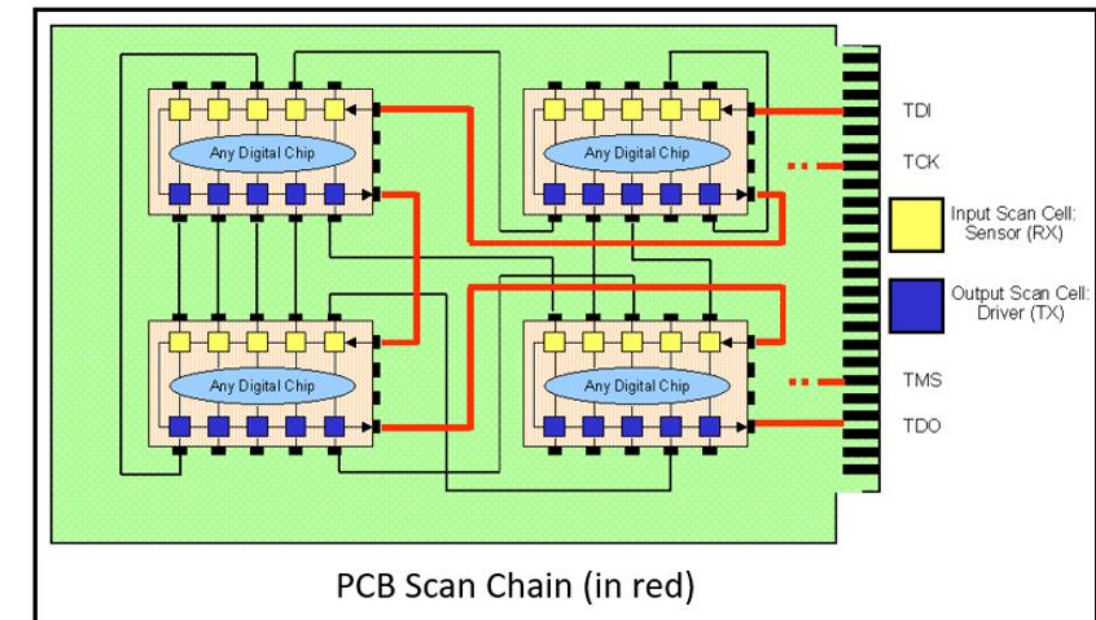 TDI
Any Digital Chip
Any Digital Chip
TCK
Input Scan Cell:
Sensor (RX)
Output Scan Cell:
Driver (TX)
Any Digital Chip
Any Digital Chip
TMS
TDO
PCB Scan Chain (in red)